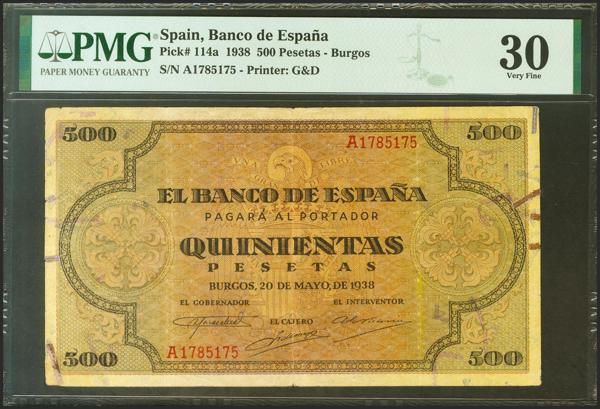 PMG
PAPER MONEY GUARANTY
Spain, Banco de España
Pick# 114a 1938 500 Pesetas - Burgos
S/N A1785175 - Printer: G&D
30
Very Fine
500
500
A1785175
UNA
LIBRE
EL BANCO DE ESPAÑA
PAGARÁ AL PORTADOR
QUINIENTAS
PESETAS
BURGOS, 20 DE MAYO, DE 1938
EL GOBERNADOR
EL INTERVENTOR
EL CAJERO
A1785175
500
500